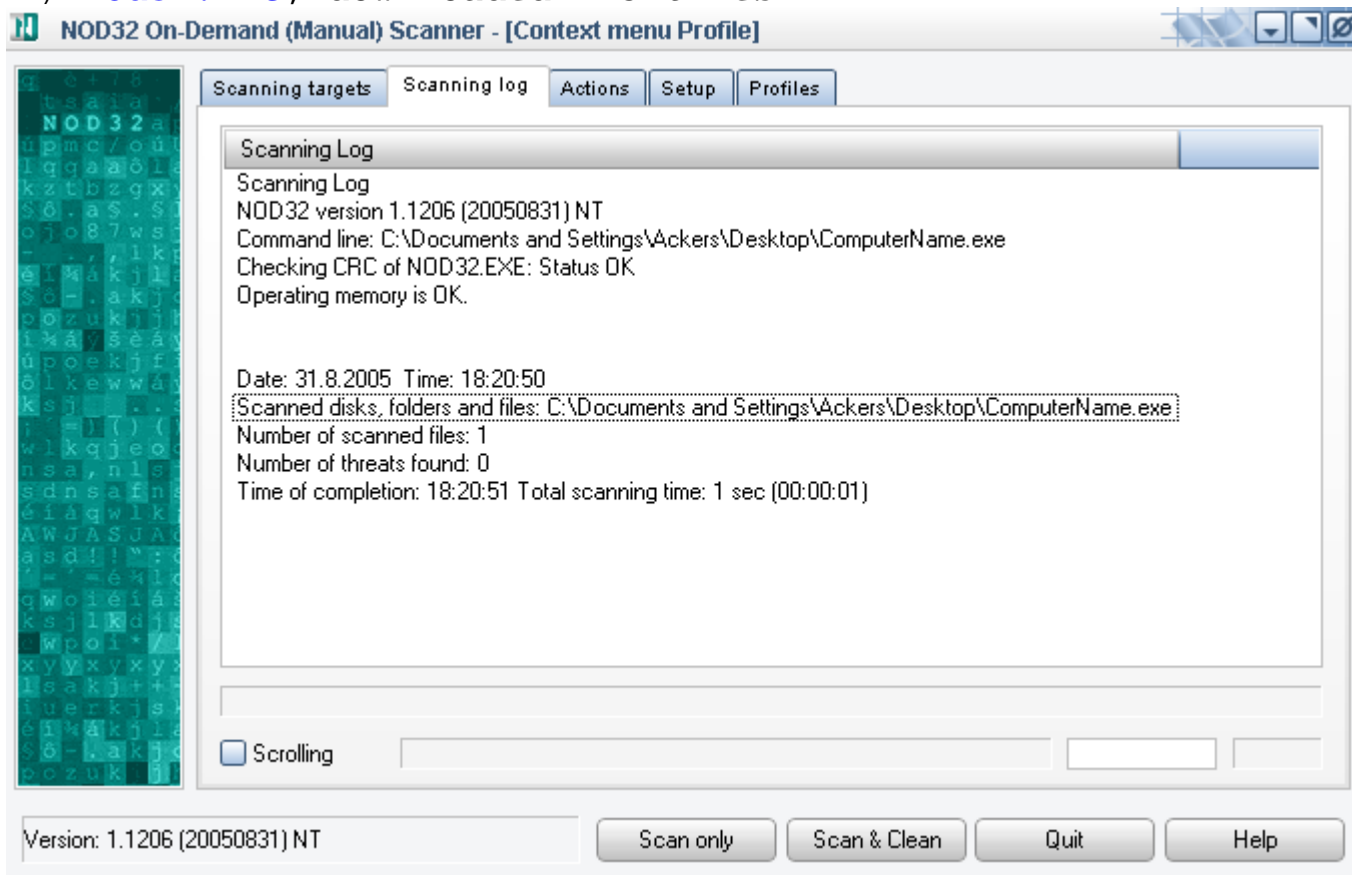 NOD32 On-Demand (Manual) Scanner - [Context menu Profile]
Scanning targets
Scanning log
Actions
Setup
Profiles
NOD32
Scanning Log
Scanning Log
NOD32 version 1.1206 (20050831) NT
Command line: C:\Documents and Settings\Ackers\Desktop\ComputerName.exe
Checking CRC of NOD32.EXE: Status OK
Operating memory is OK.
Date: 31.8.2005 Time: 18:20:50
Scanned disks, folders and files: C:\Documents and Settings\Ackers\Desktop\ComputerName.exe
Number of scanned files: 1
Number of threats found: 0
Time of completion: 18:20:51 Total scanning time: 1 sec (00:00:01)
Scrolling
Version: 1.1206 (20050831) NT
Scan only
Scan & Clean
Quit
Help